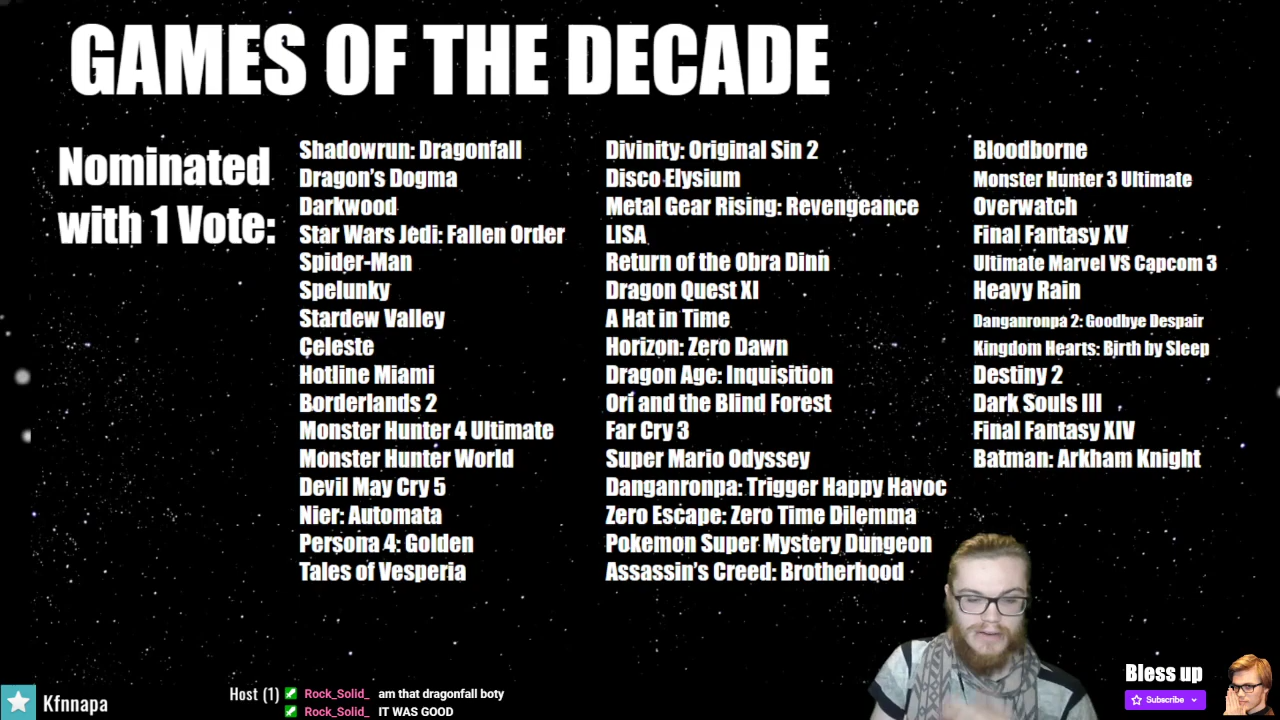 GAMES OF THE DECADE
Nominated
with 1 Vote:
Shadowrun: Dragonfall
Dragon's Dogma
Darkwood
Star Wars Jedi: Fallen Order
Spider-Man
Spelunky
Stardew Valley
Celeste
Hotline Miami
Borderlands 2
Monster Hunter 4 Ultimate
Monster Hunter World
Devil May Cry 5
Nier: Automata
Persona 4: Golden
Tales of Vesperia
Divinity: Original Sin 2
Disco Elysium
Metal Gear Rising: Revengeance
LISA
Return of the Obra Dinn
Dragon Quest XI
A Hat in Time
Horizon: Zero Dawn
Dragon Age: Inquisition
Ori and the Blind Forest
Far Cry 3
Super Mario Odyssey
Danganronpa: Trigger Happy Havoc
Zero Escape: Zero Time Dilemma
Pokemon Super Mystery Dungeon
Assassin's Creed: Brotherhood
Bloodborne
Monster Hunter 3 Ultimate
Overwatch
Final Fantasy XV
Ultimate Marvel VS Capcom 3
Heavy Rain
Danganronpa 2: Goodbye Despair
Kingdom Hearts: Birth by Sleep
Destiny 2
Dark Souls III
Final Fantasy XIV
Batman: Arkham Knight
Kfnnapa
Host (1)
Rock_Solid_ am that dragonfall boty
Rock_Solid_ IT WAS GOOD
Bless up
Subscribe